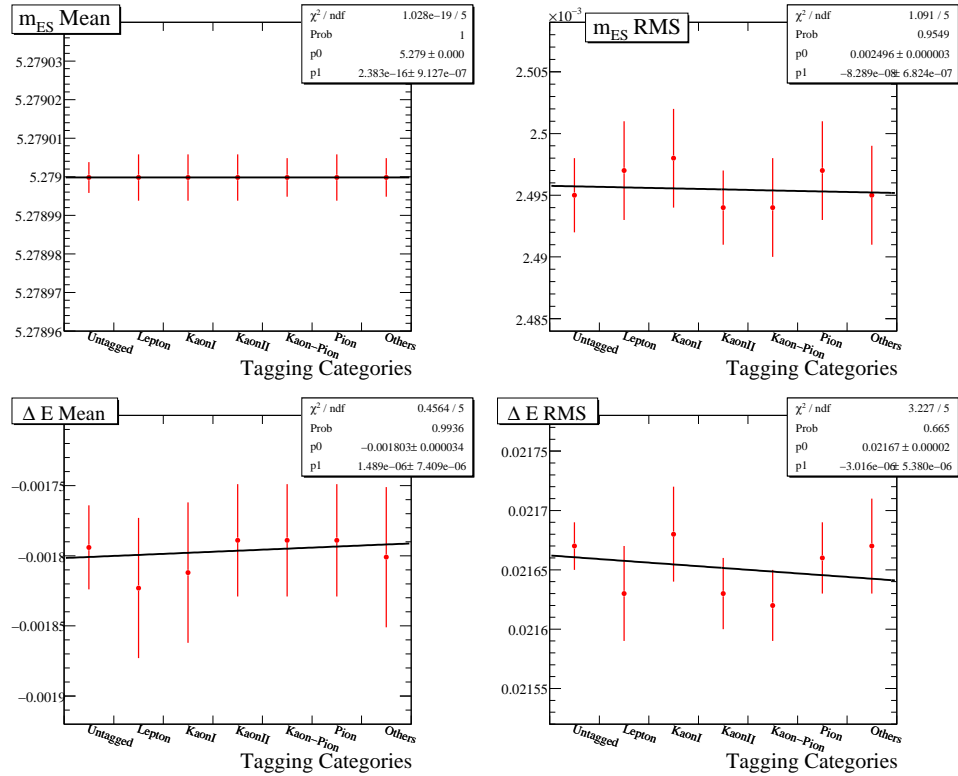 m_ES Mean
χ² / ndf 1.028e−19 / 5
Prob 1
p0 5.279 ± 0.000
p1 2.383e−16± 9.127e−07
5.27903
5.27902
5.27901
5.279
5.27899
5.27898
5.27897
5.27896
Untagged Lepton KaonI KaonII Kaon−Pion Pion Others
Tagging Categories
×10⁻³
m_ES RMS
χ² / ndf 1.091 / 5
Prob 0.9549
p0 0.002496 ± 0.000003
p1 −8.289e−08± 6.824e−07
2.505
2.5
2.495
2.49
2.485
Untagged Lepton KaonI KaonII Kaon−Pion Pion Others
Tagging Categories
Δ E Mean
χ² / ndf 0.4564 / 5
Prob 0.9936
p0 −0.001803± 0.000034
p1 1.489e−06± 7.409e−06
−0.00175
−0.0018
−0.00185
−0.0019
Untagged Lepton KaonI KaonII Kaon−Pion Pion Others
Tagging Categories
Δ E RMS
χ² / ndf 3.227 / 5
Prob 0.665
p0 0.02167 ± 0.00002
p1 −3.016e−06± 5.380e−06
0.02175
0.0217
0.02165
0.0216
0.02155
Untagged Lepton KaonI KaonII Kaon−Pion Pion Others
Tagging Categories